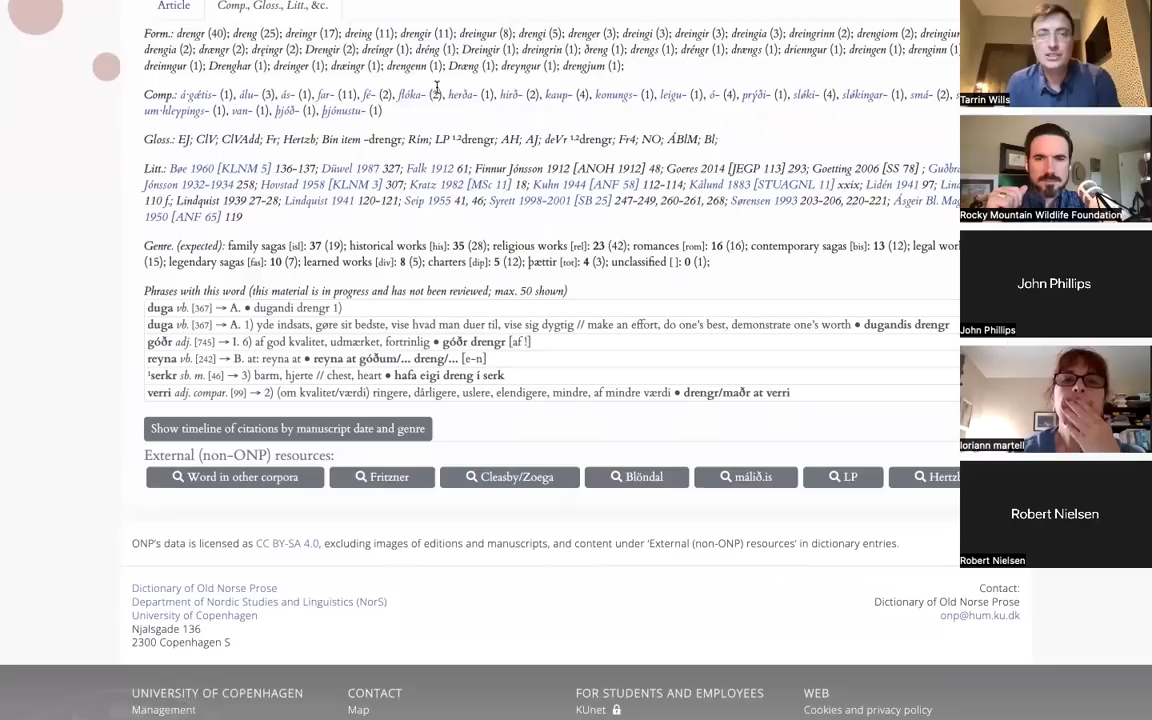 Article Comp., Gloss., Litt., &c.
Form.: drengr (40); dreng (25); dreingr (17); dreing (11); drengir (11); dreingur (8); drengi (5); drenger (3); deingi (3); deingir (3); dreingia (3); dreingrinn (2); drengiom (2); dreingium
drengia (2); dręngr (2); dręingr (2); Drengir (2); dreîngr (1); dréng (1); Dreingir (1); dreingrin (1); ðreng (1); drengs (1); dréngr (1); drængs (1); drienngur (1); dreingen (1); drenginn (1)
dreinngur (1); Drenghar (1); dreinger (1); dræingr (1); drengenn (1); Dræng (1); dreyngur (1); drengjum (1);
Comp.: á·gǽtis- (1), álu- (3), ás- (1), far- (11), fé- (2), flóka- (2), herða- (1), hirð- (2), kaup- (4), konungs- (1), leigu- (1), ó- (4), prýði- (1), sløki- (4), sløkingar- (1), smá- (2),
um·hleypings- (1), van- (1), þjóð- (1), þjónustu- (1)
Gloss.: EJ; ClV; ClVAdd; Fr; Hertzb; Bin item -drengr; Rím; LP ¹·²drengr; AH; AJ; deVr ¹·²drengr; Fr4; NO; ÁBlM; Bl;
Litt.: Bøe 1960 [KLNM 5] 136-137; Düwel 1987 327; Falk 1912 61; Finnur Jónsson 1912 [ANOH 1912] 48; Goeres 2014 [JEGP 113] 293; Goetting 2006 [SS 78] ; Guðbra
Jónsson 1932-1934 258; Hovstad 1958 [KLNM 3] 307; Kratz 1982 [MSc 11] 18; Kuhn 1944 [ANF 58] 112-114; Kålund 1883 [STUAGNL 11] xxix; Lidén 1941 97; Lind
110 f.; Lindquist 1939 27-28; Lindquist 1941 120-121; Seip 1955 41, 46; Syrett 1998-2001 [SB 25] 247-249, 260-261, 268; Sørensen 1993 203-206, 220-221; Ásgeir Bl. Mag
1950 [ANF 65] 119
Genre. (expected): family sagas [isl]: 37 (19); historical works [his]: 35 (28); religious works [rel]: 23 (42); romances [rom]: 16 (16); contemporary sagas [bis]: 13 (12); legal work
(15); legendary sagas [fas]: 10 (7); learned works [div]: 8 (5); charters [dip]: 5 (12); þættir [tot]: 4 (3); unclassified [ ]: 0 (1);
Phrases with this word (this material is in progress and has not been reviewed; max. 50 shown)
duga vb. [367] → A. ● dugandi drengr 1)
duga vb. [367] → A. 1) yde indsats, gøre sit bedste, vise hvad man duer til, vise sig dygtig // make an effort, do one's best, demonstrate one's worth ● dugandis drengr
góðr adj. [745] → I. 6) af god kvalitet, udmærket, fortrinlig ● góðr drengr [af !]
reyna vb. [242] → B. at: reyna at ● reyna at góðum/... dreng/... [e-n]
¹serkr sb. m. [46] → 3) barm, hjerte // chest, heart ● hafa eigi dreng í serk
verri adj. compar. [99] → 2) (om kvalitet/værdi) ringere, dårligere, uslere, elendigere, mindre, af mindre værdi ● drengr/maðr at verri
Show timeline of citations by manuscript date and genre
External (non-ONP) resources:
Word in other corpora Fritzner Cleasby/Zoega Blöndal málið.is LP Hertzb
ONP's data is licensed as CC BY-SA 4.0, excluding images of editions and manuscripts, and content under 'External (non-ONP) resources' in dictionary entries.
Dictionary of Old Norse Prose
Department of Nordic Studies and Linguistics (NorS)
University of Copenhagen
Njalsgade 136
2300 Copenhagen S
Contact:
Dictionary of Old Norse Prose
onp@hum.ku.dk
UNIVERSITY OF COPENHAGEN
Management
CONTACT
Map
FOR STUDENTS AND EMPLOYEES
KUnet
WEB
Cookies and privacy policy
Tarrin Wills
Rocky Mountain Wildlife Foundation
John Phillips
John Phillips
loriann martell
Robert Nielsen
Robert Nielsen